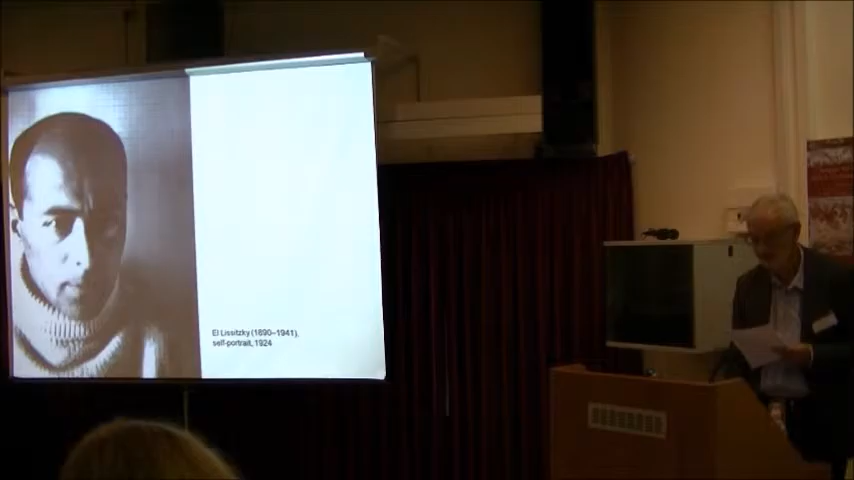 El Lissitzky (1890–1941),
self-portrait, 1924